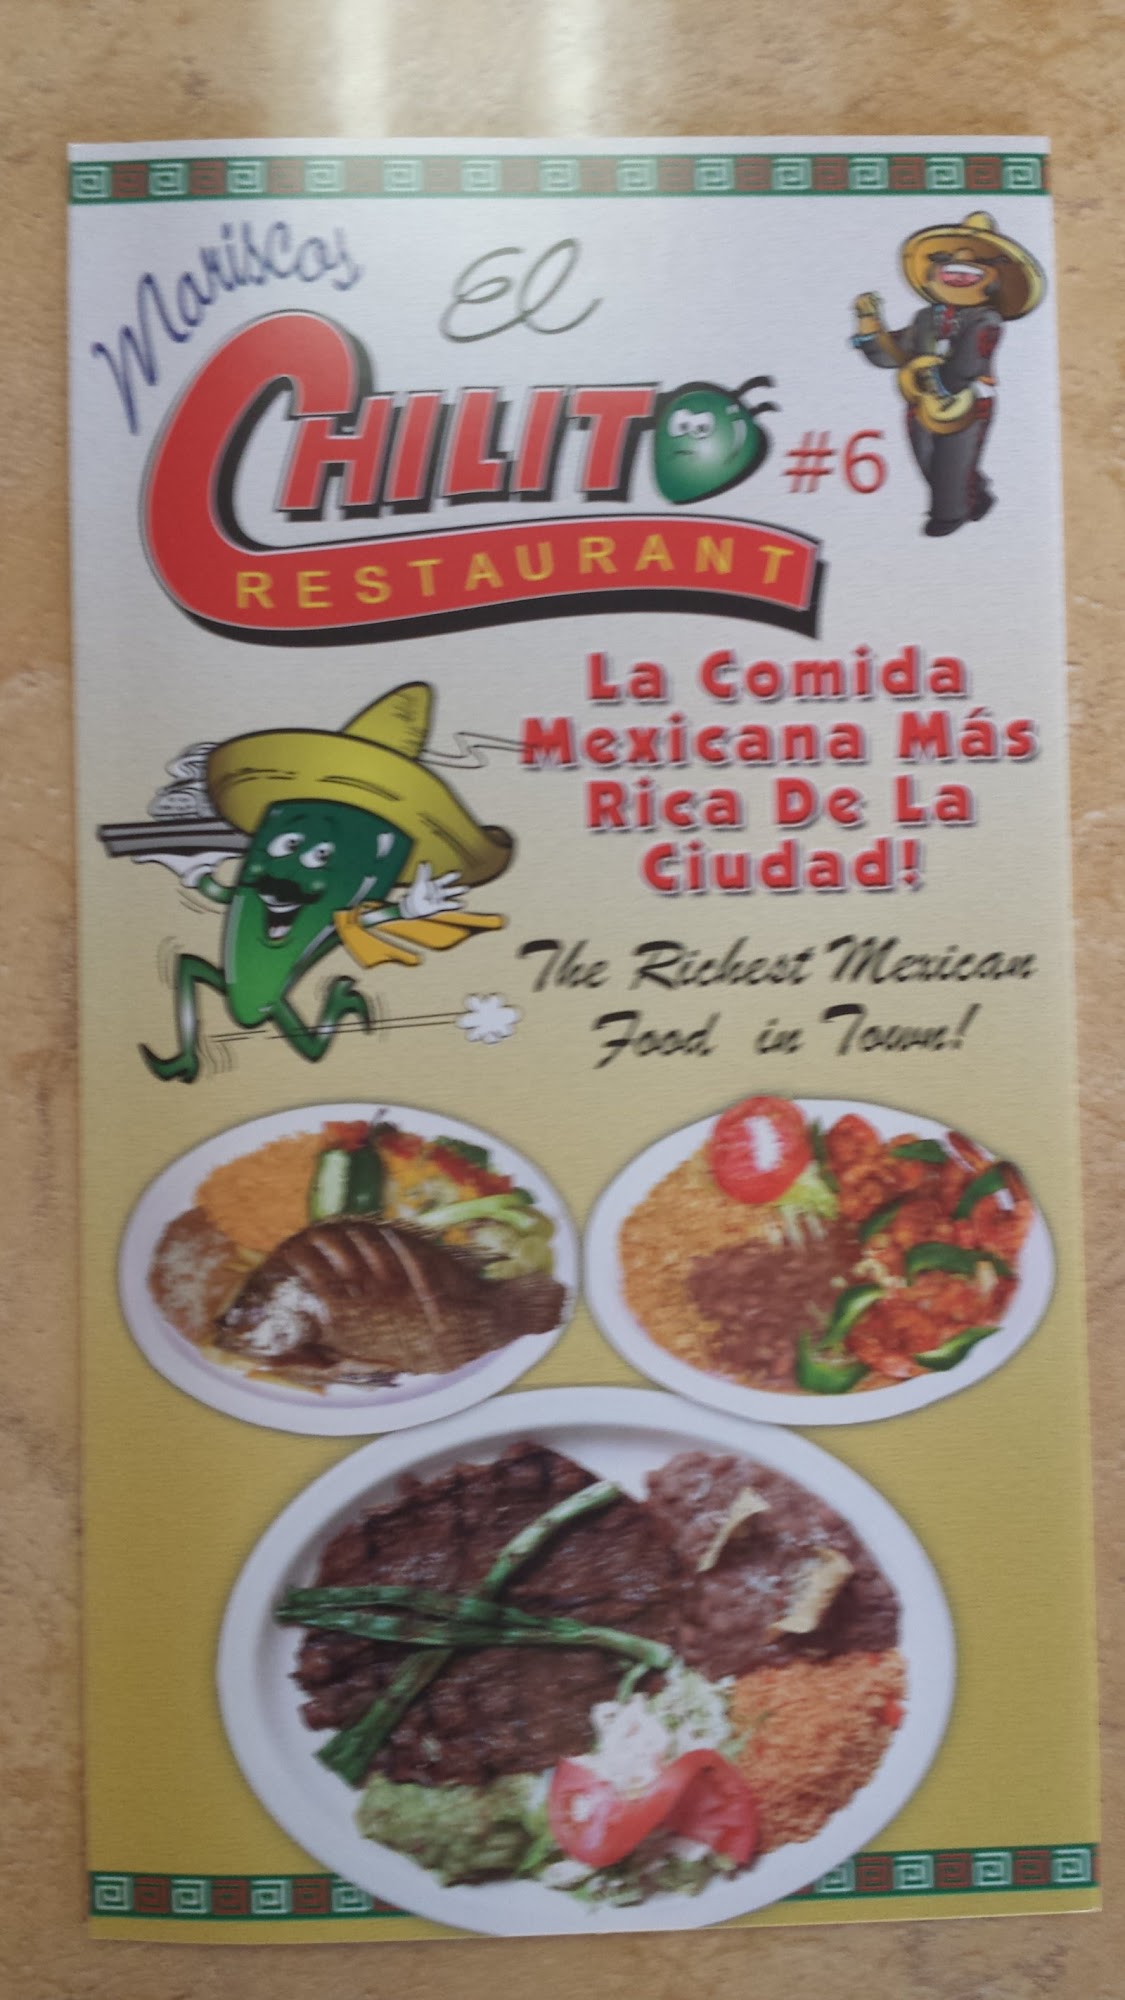 Mariscos
El
CHILITO #6
RESTAURANT
La Comida
Mexicana Más
Rica De La
Ciudad!
The Richest Mexican
Food in Town!